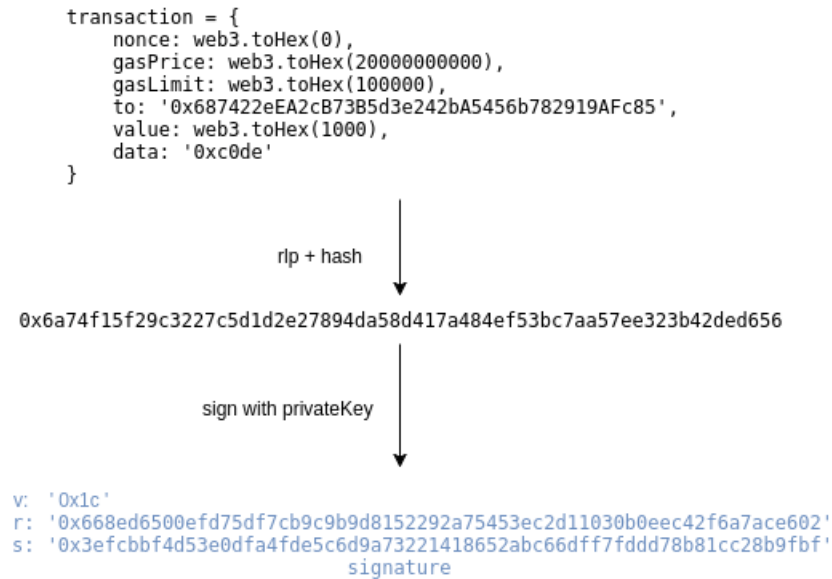 transaction = {
nonce: web3.toHex(0),
gasPrice: web3.toHex(20000000000),
gasLimit: web3.toHex(100000),
to: '0x687422eEA2cB73B5d3e242bA5456b782919AFc85',
value: web3.toHex(1000),
data: '0xc0de'
}
rlp + hash
0x6a74f15f29c3227c5d1d2e27894da58d417a484ef53bc7aa57ee323b42ded656
sign with privateKey
v: '0x1c'
r: '0x668ed6500efd75df7cb9c9b9d8152292a75453ec2d11030b0eec42f6a7ace602'
s: '0x3efcbbf4d53e0dfa4fde5c6d9a73221418652abc66dff7fddd78b81cc28b9fbf'
signature